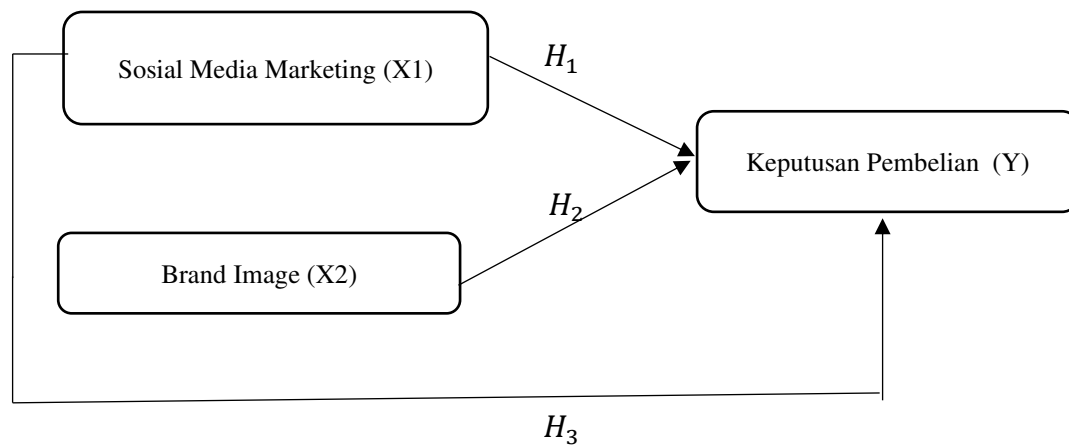 Sosial Media Marketing (X1)
H₁
Keputusan Pembelian (Y)
H₂
Brand Image (X2)
H₃